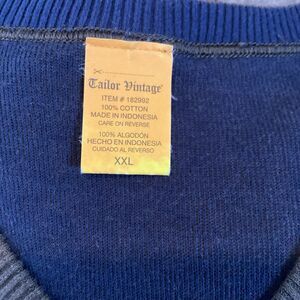 Tailor Vintage
ITEM # 182992
100% COTTON
MADE IN INDONESIA
CARE ON REVERSE
100% ALGODÓN
HECHO EN INDONESIA
CUIDADO AL REVERSO
XXL